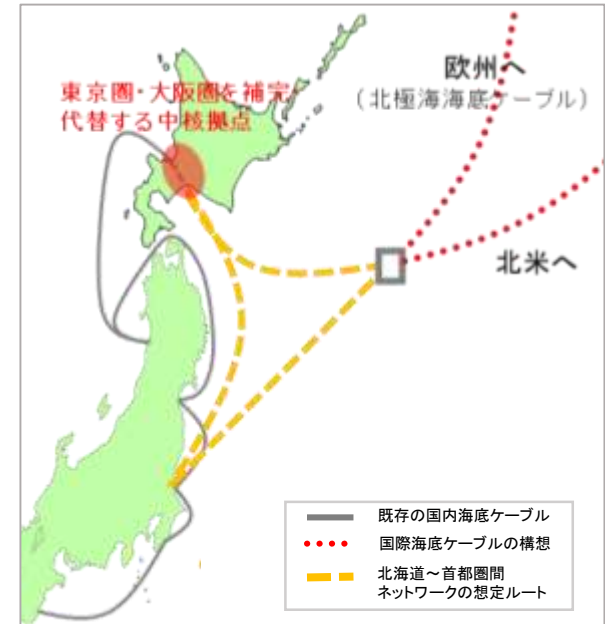 欧州へ
（北極海海底ケーブル）
東京圏・大阪圏を補完・
代替する中核拠点
北米へ
既存の国内海底ケーブル
国際海底ケーブルの構想
北海道～首都圏間
ネットワークの想定ルート